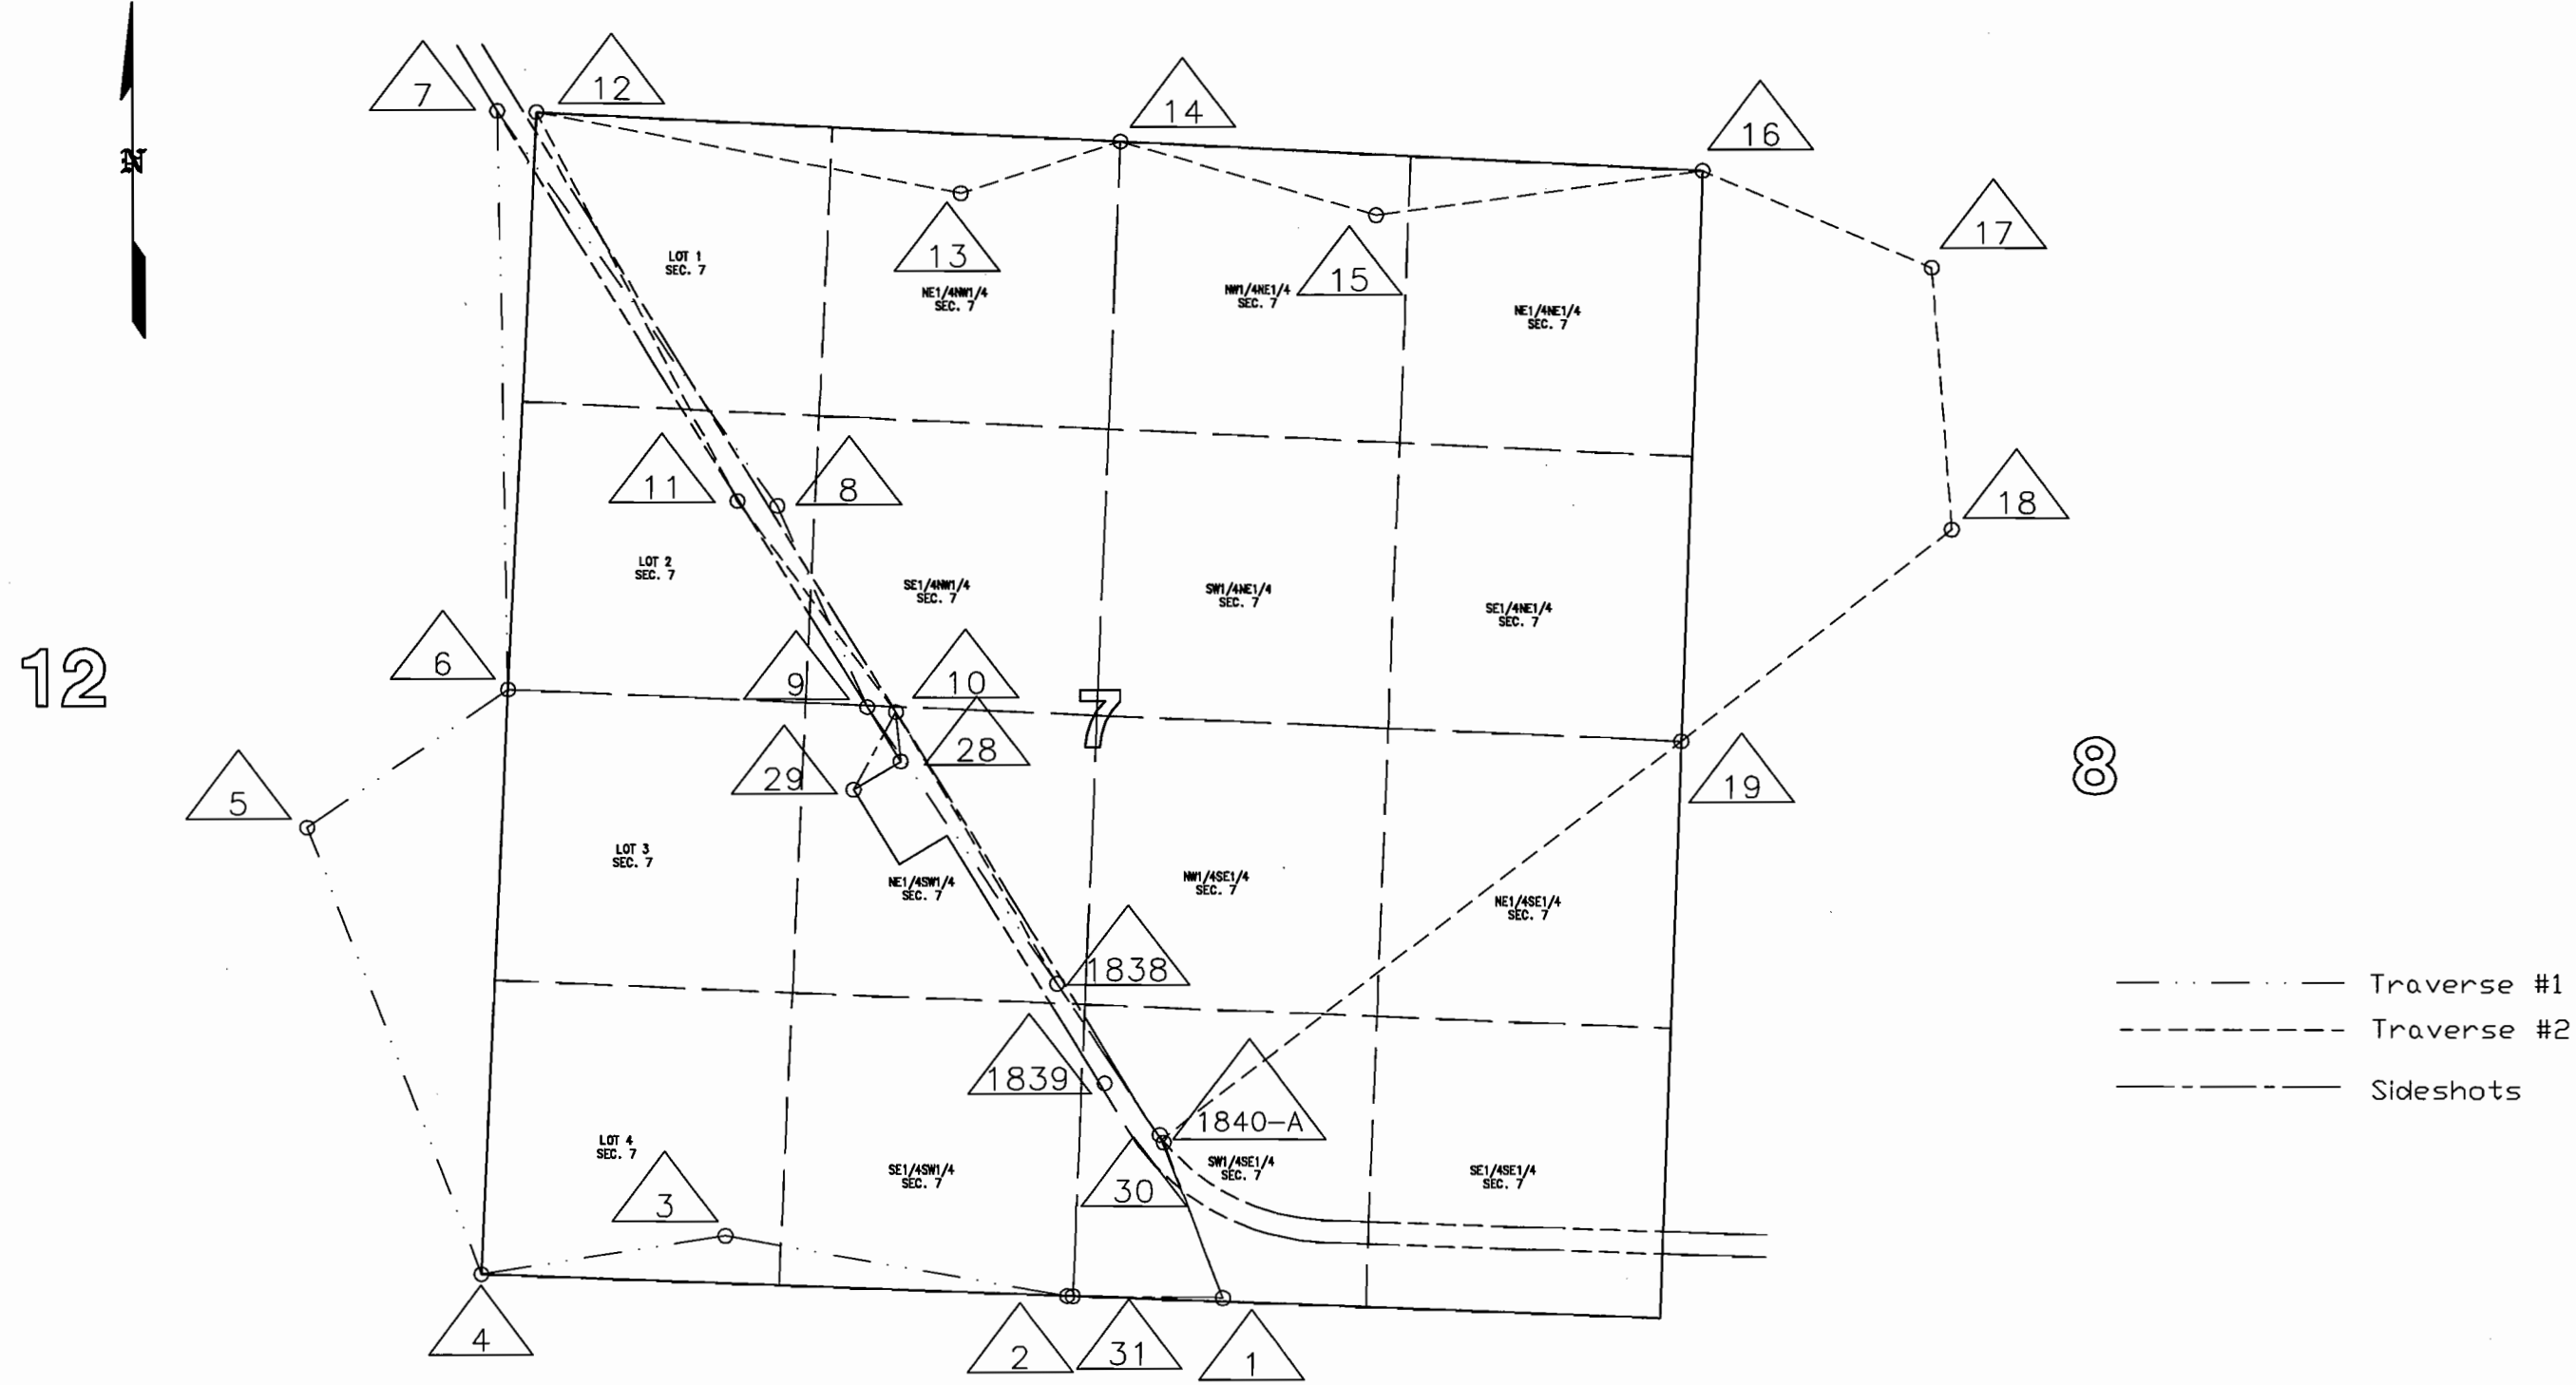 7
12
14
16
N
17
13
15
LOT 1
SEC. 7
NE1/4NW1/4
SEC. 7
NW1/4NE1/4
SEC. 7
NE1/4NE1/4
SEC. 7
11
8
18
LOT 2
SEC. 7
SE1/4NW1/4
SEC. 7
SW1/4NE1/4
SEC. 7
SE1/4NE1/4
SEC. 7
12
6
9
10
7
28
29
19
8
5
LOT 3
SEC. 7
NE1/4SW1/4
SEC. 7
NW1/4SE1/4
SEC. 7
NE1/4SE1/4
SEC. 7
1838
Traverse #1
Traverse #2
Sideshots
1839
1840-A
LOT 4
SEC. 7
SE1/4SW1/4
SEC. 7
SW1/4SE1/4
SEC. 7
SE1/4SE1/4
SEC. 7
3
30
4
2
31
1